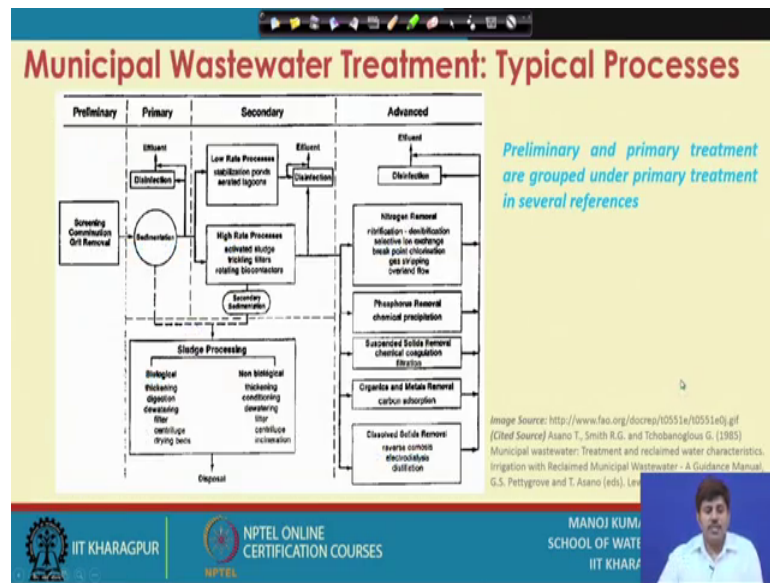 Municipal Wastewater Treatment: Typical Processes
Preliminary
Primary
Secondary
Advanced
Screening
Comminution
Grit Removal
Effluent
Disinfection
Sedimentation
Low Rate Processes
stabilization ponds
aerated lagoons
Effluent
Disinfection
High Rate Processes
activated sludge
trickling filters
rotating biocontactors
Secondary
Sedimentation
Sludge Processing
Biological
thickening
digestion
dewatering
filter
centrifuge
drying beds
Non biological
thickening
conditioning
dewatering
filter
centrifuge
incineration
Disposal
Effluent
Disinfection
Nitrogen Removal
nitrification - denitrification
selective ion exchange
break point chlorination
gas stripping
overland flow
Phosphorus Removal
chemical precipitation
Suspended Solids Removal
chemical coagulation
filtration
Organics and Metals Removal
carbon adsorption
Dissolved Solids Removal
reverse osmosis
electrodialysis
distillation
Preliminary and primary treatment
are grouped under primary treatment
in several references
Image Source: http://www.fao.org/docrep/t0551e/t0551e0j.gif
(Cited Source) Asano T., Smith R.G. and Tchobanoglous G. (1985)
Municipal wastewater: Treatment and reclaimed water characteristics.
Irrigation with Reclaimed Municipal Wastewater - A Guidance Manual,
G.S. Pettygrove and T. Asano (eds).
IIT KHARAGPUR
NPTEL
NPTEL ONLINE
CERTIFICATION COURSES
MANOJ
SCHOOL OF
IIT